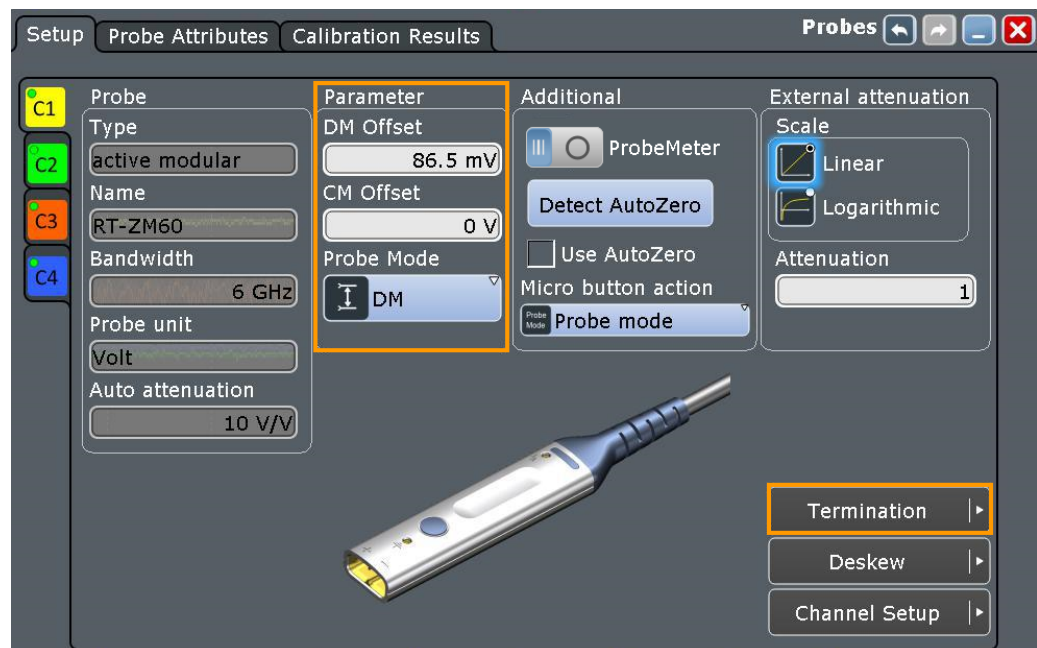 Setup Probe Attributes Calibration Results Probes
C1
C2
C3
C4
Probe
Type
active modular
Name
RT-ZM60
Bandwidth
6 GHz
Probe unit
Volt
Auto attenuation
10 V/V
Parameter
DM Offset
86.5 mV
CM Offset
0 V
Probe Mode
DM
Additional
ProbeMeter
Detect AutoZero
Use AutoZero
Micro button action
Probe Mode Probe mode
External attenuation
Scale
Linear
Logarithmic
Attenuation
1
Termination
Deskew
Channel Setup